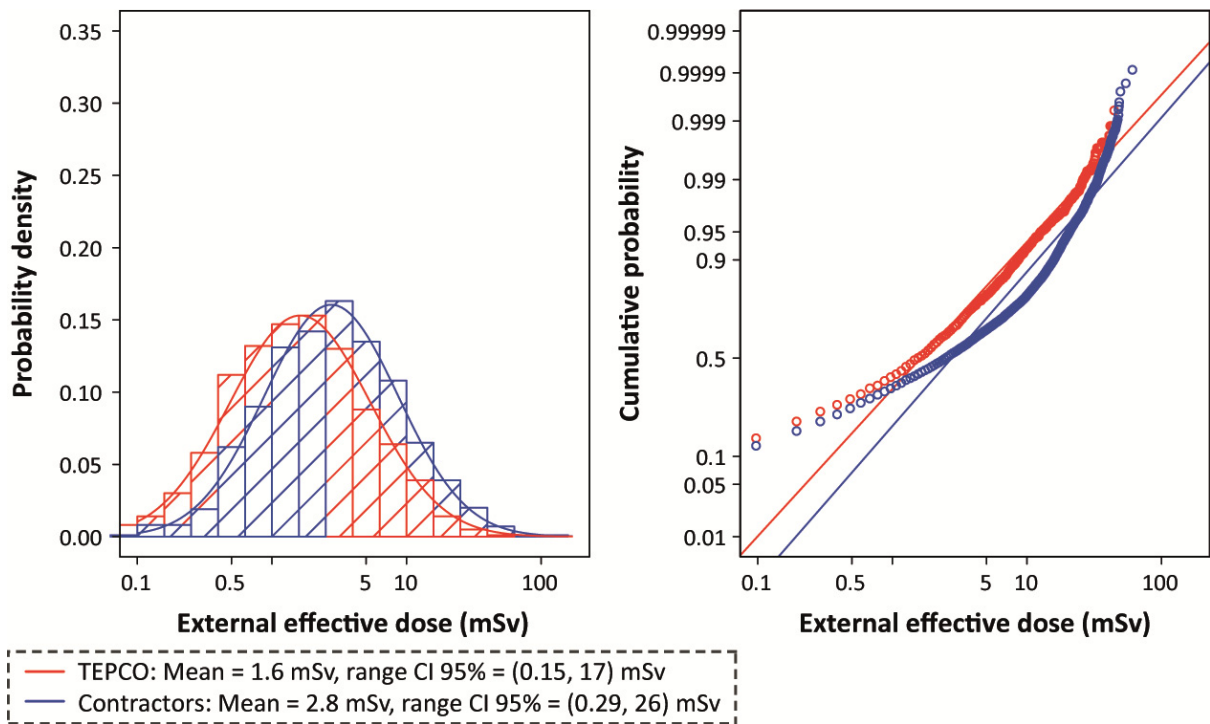 0.35
0.30
0.25
0.20
0.15
0.10
0.05
0.00
Probability density
0.1 0.5 5 10 100
External effective dose (mSv)
0.99999
0.9999
0.999
0.99
0.95
0.9
0.5
0.1
0.05
0.01
Cumulative probability
0.1 0.5 5 10 100
External effective dose (mSv)
TEPCO: Mean = 1.6 mSv, range CI 95% = (0.15, 17) mSv
Contractors: Mean = 2.8 mSv, range CI 95% = (0.29, 26) mSv